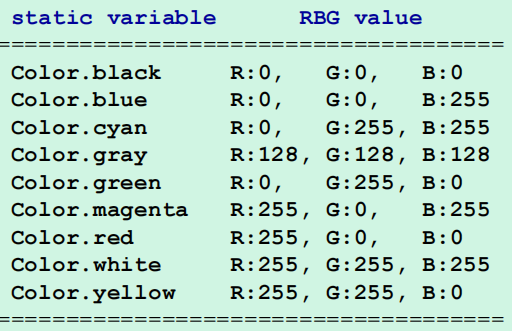 static variable      RBG value
=====================================
Color.black     R:0,   G:0,   B:0
Color.blue      R:0,   G:0,   B:255
Color.cyan      R:0,   G:255, B:255
Color.gray      R:128, G:128, B:128
Color.green     R:0,   G:255, B:0
Color.magenta   R:255, G:0,   B:255
Color.red       R:255, G:0,   B:0
Color.white     R:255, G:255, B:255
Color.yellow    R:255, G:255, B:0
=====================================